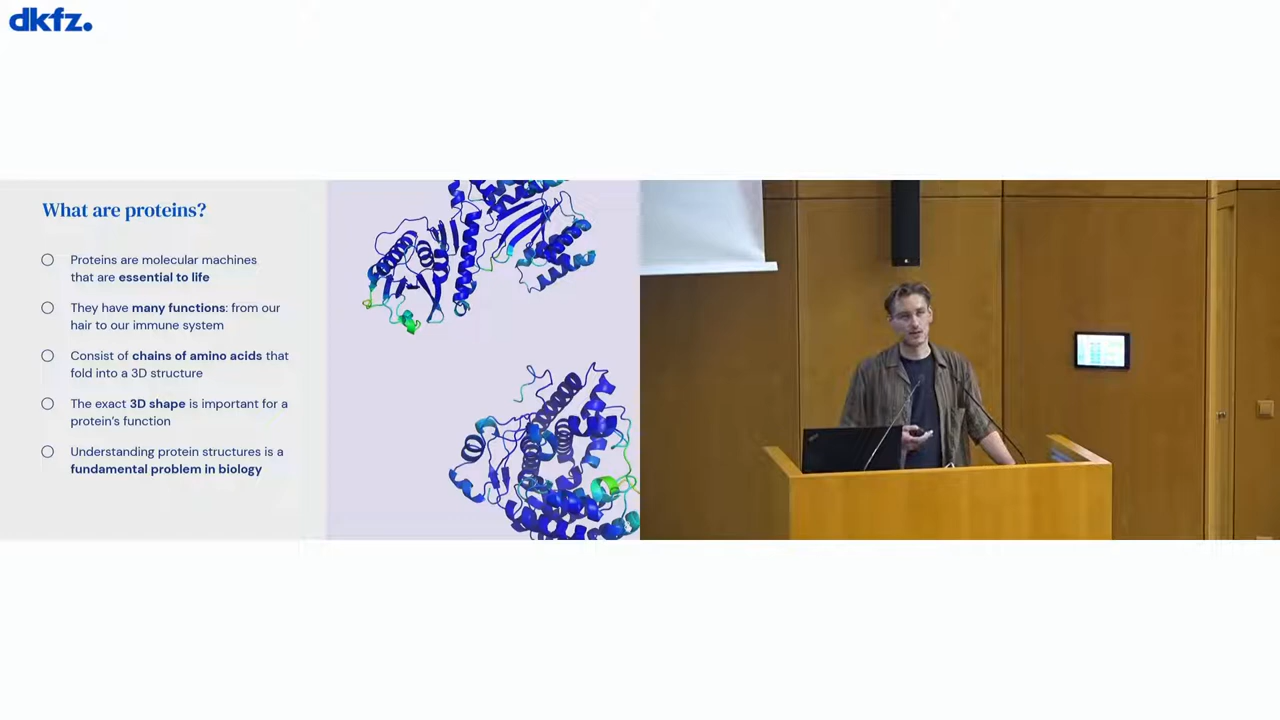 dkfz.
What are proteins?
Proteins are molecular machines
that are essential to life
They have many functions: from our
hair to our immune system
Consist of chains of amino acids that
fold into a 3D structure
The exact 3D shape is important for a
protein's function
Understanding protein structures is a
fundamental problem in biology